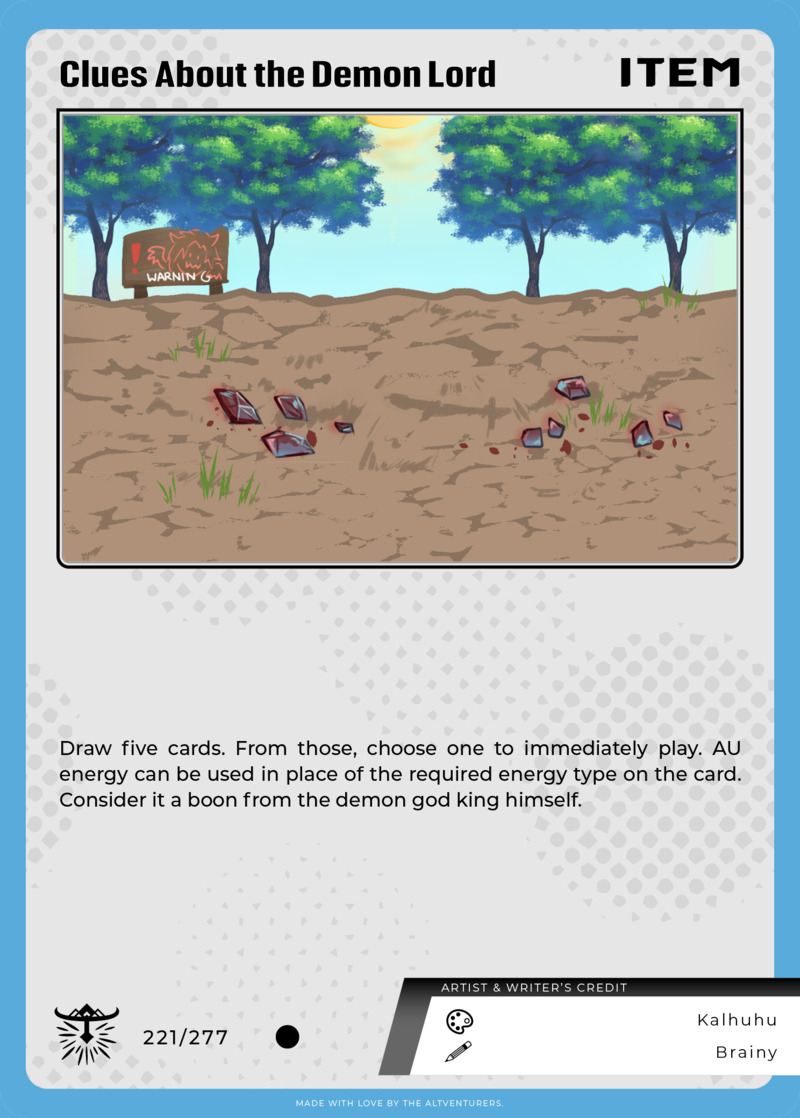 Clues About the Demon Lord ITEM
! WARNING
Draw five cards. From those, choose one to immediately play. AU
energy can be used in place of the required energy type on the card.
Consider it a boon from the demon god king himself.
ARTIST & WRITER'S CREDIT
221/277
Kalhuhu
Brainy
MADE WITH LOVE BY THE ALTVENTURERS.